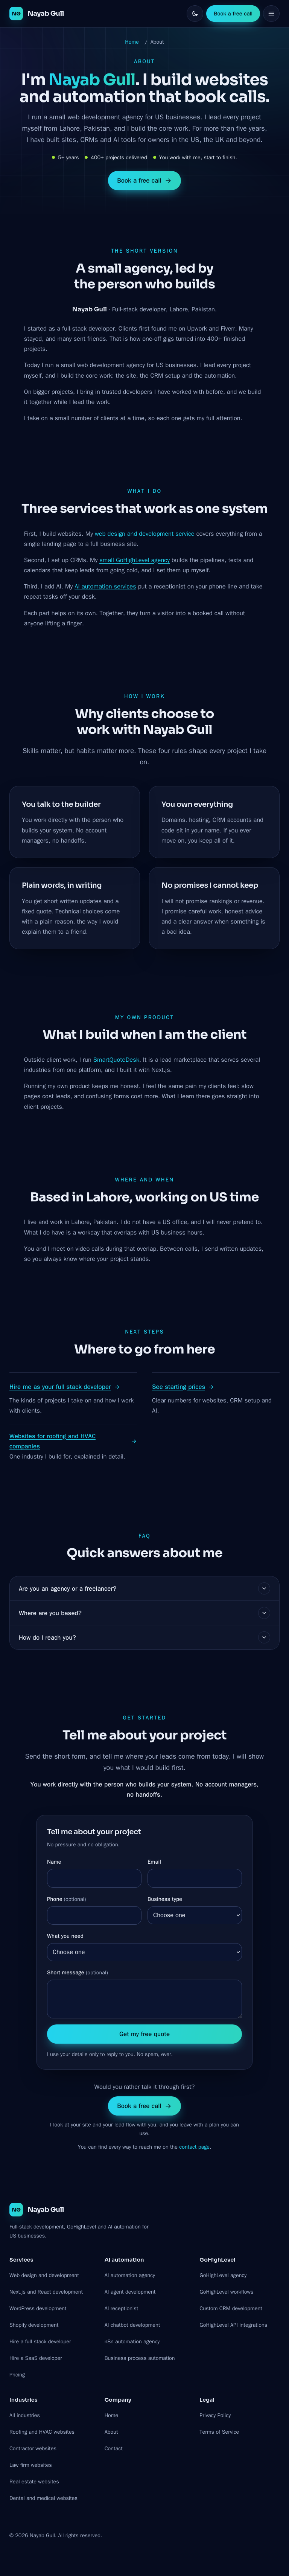 NG Nayab Gull
Book a free call
Home / About
ABOUT
I'm Nayab Gull. I build websites
and automation that book calls.
I run a small web development agency for US businesses. I lead every project
myself from Lahore, Pakistan, and I build the core work. For more than five years,
I have built sites, CRMs and AI tools for owners in the US, the UK and beyond.
5+ years
400+ projects delivered
You work with me, start to finish.
Book a free call →
THE SHORT VERSION
A small agency, led by
the person who builds
Nayab Gull · Full-stack developer, Lahore, Pakistan.
I started as a full-stack developer. Clients first found me on Upwork and Fiverr. Many
stayed, and many sent friends. That is how one-off gigs turned into 400+ finished
projects.
Today I run a small web development agency for US businesses. I lead every project
myself, and I build the core work: the site, the CRM setup and the automation.
On bigger projects, I bring in trusted developers I have worked with before, and we build
it together while I lead the work.
I take on a small number of clients at a time, so each one gets my full attention.
WHAT I DO
Three services that work as one system
First, I build websites. My web design and development service covers everything from a
single landing page to a full business site.
Second, I set up CRMs. My small GoHighLevel agency builds the pipelines, texts and
calendars that keep leads from going cold, and I set them up myself.
Third, I add AI. My AI automation services put a receptionist on your phone line and take
repeat tasks off your desk.
Each part helps on its own. Together, they turn a visitor into a booked call without
anyone lifting a finger.
HOW I WORK
Why clients choose to
work with Nayab Gull
Skills matter, but habits matter more. These four rules shape every project I take
on.
You talk to the builder
You work directly with the person who
builds your system. No account
managers, no handoffs.
You own everything
Domains, hosting, CRM accounts and
code sit in your name. If you ever
move on, you keep all of it.
Plain words, in writing
You get short written updates and a
fixed quote. Technical choices come
with a plain reason, the way I would
explain them to a friend.
No promises I cannot keep
I will not promise rankings or revenue.
I promise careful work, honest advice
and a clear answer when something is
a bad idea.
MY OWN PRODUCT
What I build when I am the client
Outside client work, I run SmartQuoteDesk. It is a lead marketplace that serves several
industries from one platform, and I built it with Next.js.
Running my own product keeps me honest. I feel the same pain my clients feel: slow
pages cost leads, and confusing forms cost more. What I learn there goes straight into
client projects.
WHERE AND WHEN
Based in Lahore, working on US time
I live and work in Lahore, Pakistan. I do not have a US office, and I will never pretend to.
What I do have is a workday that overlaps with US business hours.
You and I meet on video calls during that overlap. Between calls, I send written updates,
so you always know where your project stands.
NEXT STEPS
Where to go from here
Hire me as your full stack developer →
The kinds of projects I take on and how I work
with clients.
See starting prices →
Clear numbers for websites, CRM setup and
AI.
Websites for roofing and HVAC
companies →
One industry I build for, explained in detail.
FAQ
Quick answers about me
Are you an agency or a freelancer?
Where are you based?
How do I reach you?
GET STARTED
Tell me about your project
Send the short form, and tell me where your leads come from today. I will show
you what I would build first.
You work directly with the person who builds your system. No account managers,
no handoffs.
Tell me about your project
No pressure and no obligation.
Name
Email
Phone (optional)
Business type
Choose one
What you need
Choose one
Short message (optional)
Get my free quote
I use your details only to reply to you. No spam, ever.
Would you rather talk it through first?
Book a free call →
I look at your site and your lead flow with you, and you leave with a plan you can
use.
You can find every way to reach me on the contact page.
NG Nayab Gull
Full-stack development, GoHighLevel and AI automation for
US businesses.
Services
Web design and development
Next.js and React development
WordPress development
Shopify development
Hire a full stack developer
Hire a SaaS developer
Pricing
AI automation
AI automation agency
AI agent development
AI receptionist
AI chatbot development
n8n automation agency
Business process automation
GoHighLevel
GoHighLevel agency
GoHighLevel workflows
Custom CRM development
GoHighLevel API integrations
Industries
All industries
Roofing and HVAC websites
Contractor websites
Law firm websites
Real estate websites
Dental and medical websites
Company
Home
About
Contact
Legal
Privacy Policy
Terms of Service
© 2026 Nayab Gull. All rights reserved.